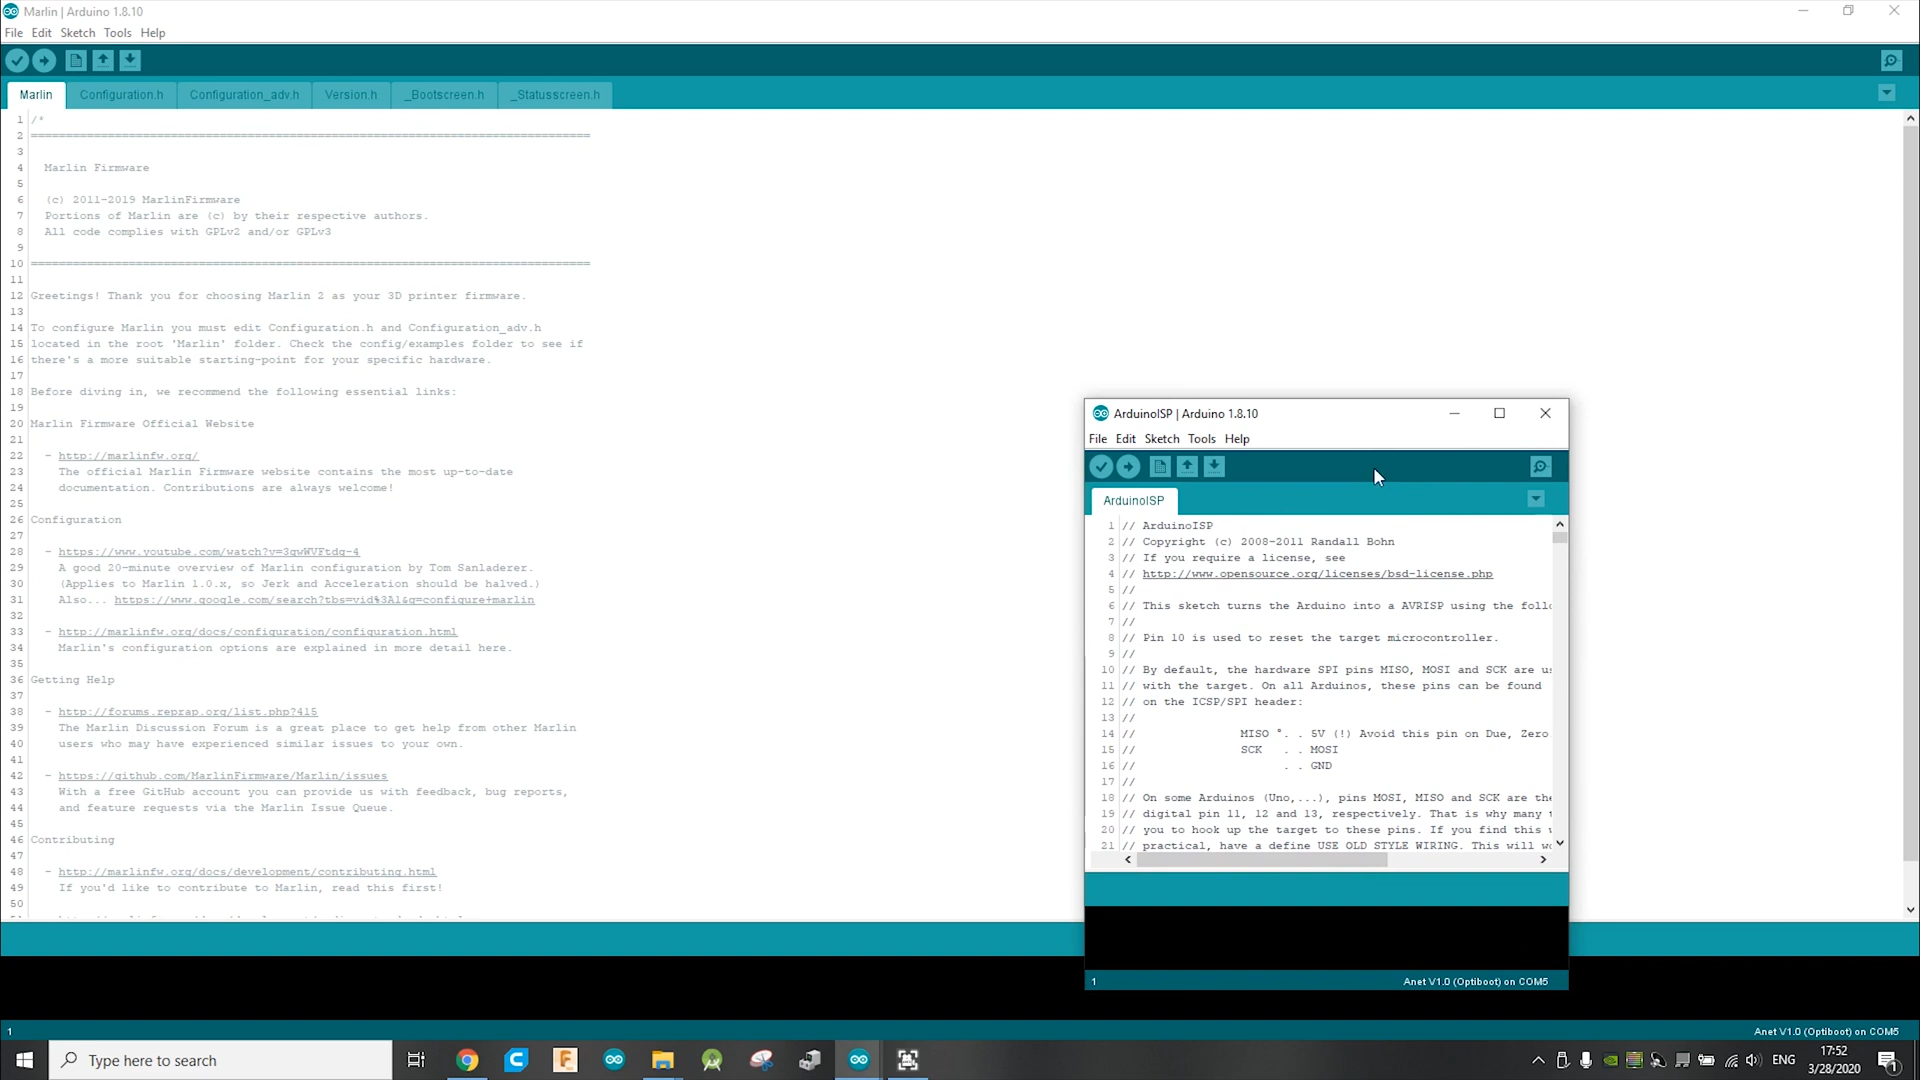 Marlin | Arduino 1.8.10
File Edit Sketch Tools Help
Marlin Configuration.h Configuration_adv.h Version.h _Bootscreen.h _Statusscreen.h
1 /*
2 ================================================================================
3
4 Marlin Firmware
5
6 (c) 2011-2019 MarlinFirmware
7 Portions of Marlin are (c) by their respective authors.
8 All code complies with GPLv2 and/or GPLv3
9
10 ================================================================================
11
12 Greetings! Thank you for choosing Marlin 2 as your 3D printer firmware.
13
14 To configure Marlin you must edit Configuration.h and Configuration_adv.h
15 located in the root 'Marlin' folder. Check the config/examples folder to see if
16 there's a more suitable starting-point for your specific hardware.
17
18 Before diving in, we recommend the following essential links:
19
20 Marlin Firmware Official Website
21
22 - http://marlinfw.org/
23 The official Marlin Firmware website contains the most up-to-date
24 documentation. Contributions are always welcome!
25
26 Configuration
27
28 - https://www.youtube.com/watch?v=3gwWVFtdg-4
29 A good 20-minute overview of Marlin configuration by Tom Sanladerer.
30 (Applies to Marlin 1.0.x, so Jerk and Acceleration should be halved.)
31 Also... https://www.google.com/search?tbs=vid%3A1&q=configure+marlin
32
33 - http://marlinfw.org/docs/configuration/configuration.html
34 Marlin's configuration options are explained in more detail here.
35
36 Getting Help
37
38 - http://forums.reprap.org/list.php?415
39 The Marlin Discussion Forum is a great place to get help from other Marlin
40 users who may have experienced similar issues to your own.
41
42 - https://github.com/MarlinFirmware/Marlin/issues
43 With a free GitHub account you can provide us with feedback, bug reports,
44 and feature requests via the Marlin Issue Queue.
45
46 Contributing
47
48 - http://marlinfw.org/docs/development/contributing.html
49 If you'd like to contribute to Marlin, read this first!
50
ArduinoISP | Arduino 1.8.10
File Edit Sketch Tools Help
ArduinoISP
1 // ArduinoISP
2 // Copyright (c) 2008-2011 Randall Bohn
3 // If you require a license, see
4 // http://www.opensource.org/licenses/bsd-license.php
5 //
6 // This sketch turns the Arduino into a AVRISP using the foll
7 //
8 // Pin 10 is used to reset the target microcontroller.
9 //
10 // By default, the hardware SPI pins MISO, MOSI and SCK are u
11 // with the target. On all Arduinos, these pins can be found
12 // on the ICSP/SPI header:
13 //
14 // MISO °. . 5V (!) Avoid this pin on Due, Zero
15 // SCK . . MOSI
16 // . . GND
17 //
18 // On some Arduinos (Uno,...), pins MOSI, MISO and SCK are the
19 // digital pin 11, 12 and 13, respectively. That is why many t
20 // you to hook up the target to these pins. If you find this w
21 // practical, have a define USE_OLD_STYLE_WIRING. This will wo
1 Anet V1.0 (Optiboot) on COM5
1 Anet V1.0 (Optiboot) on COM5
Type here to search
ENG
17:52
3/28/2020
1